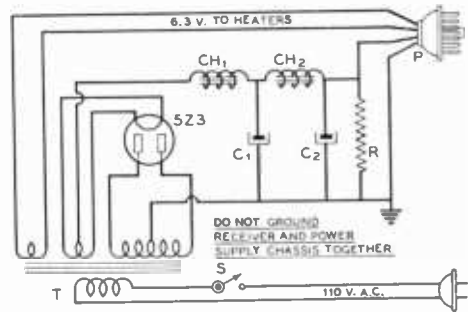 6.3 V. TO HEATERS
P
CH1
CH2
5Z3
C1
C2
R
DO NOT GROUND
RECEIVER AND POWER
SUPPLY CHASSIS TOGETHER
S
T
110 V. A.C.